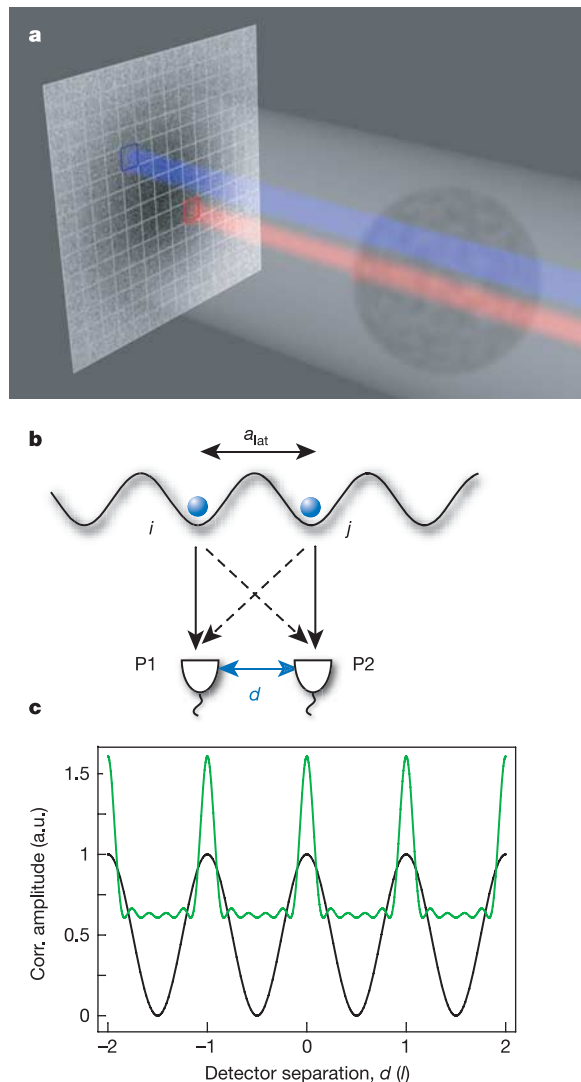 a
b
a_lat
i
j
P1
P2
d
c
Corr. amplitude (a.u.)
1.5
1
0.5
0
−2
−1
0
1
2
Detector separation, d (l)